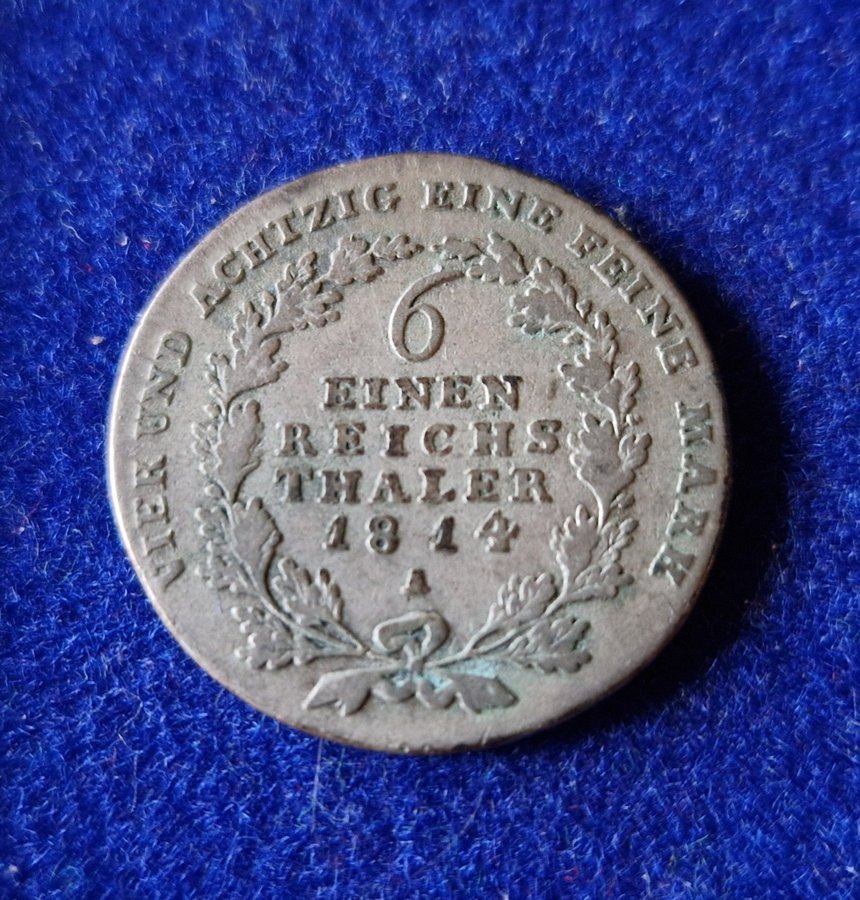 VIER UND ACHTZIG EINE FEINE MARK
6
EINEN
REICHS
THALER
1814
A